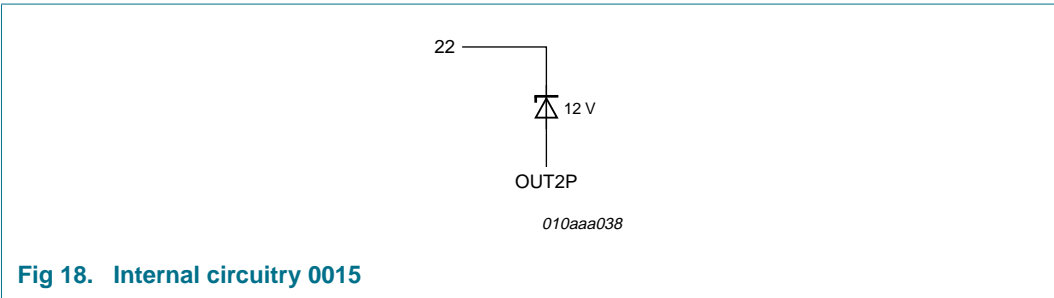 22
12 V
OUT2P
010aaa038
Fig 18. Internal circuitry 0015